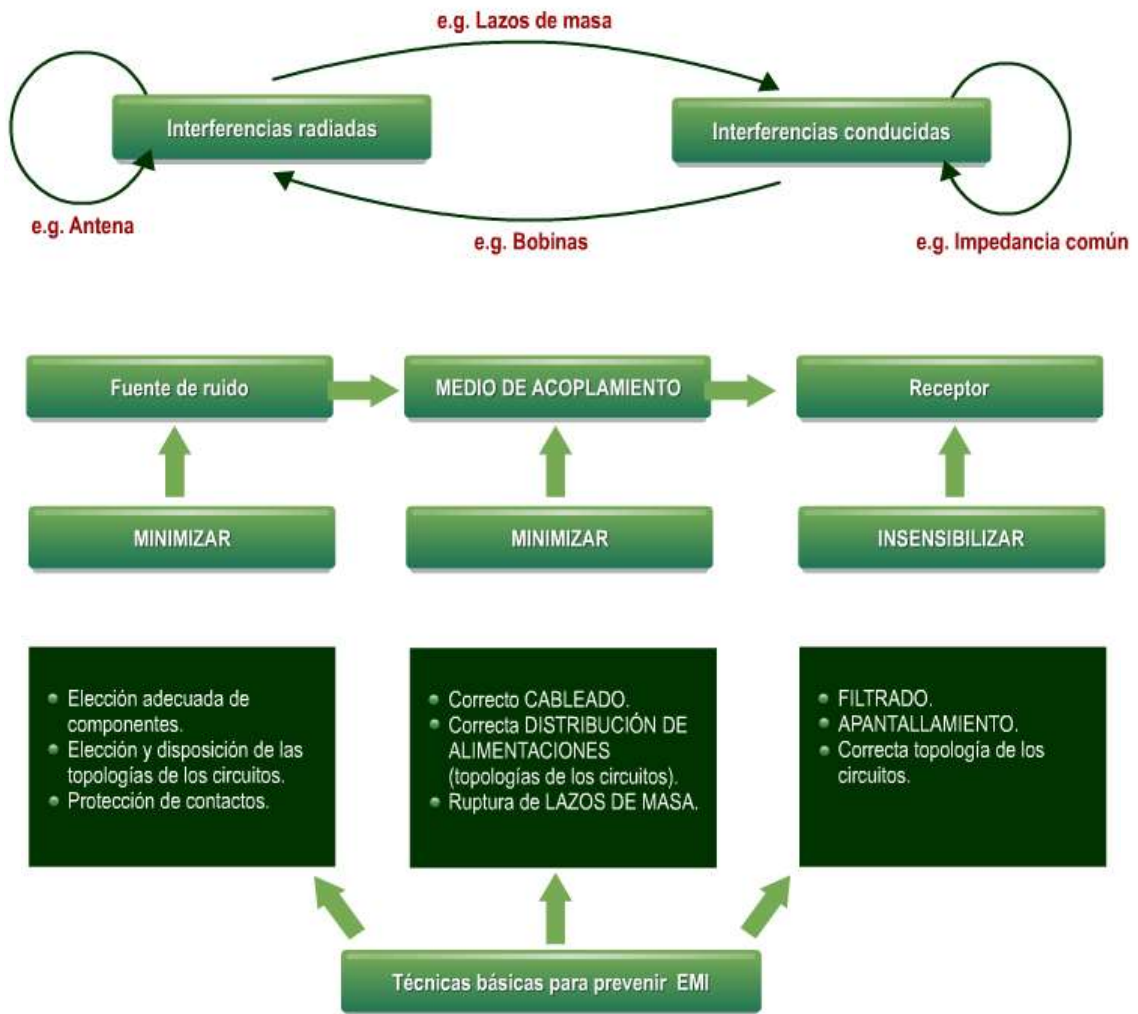 e.g. Lazos de masa
Interferencias radiadas
Interferencias conducidas
e.g. Antena
e.g. Bobinas
e.g. Impedancia común
Fuente de ruido
MEDIO DE ACOPLAMIENTO
Receptor
MINIMIZAR
MINIMIZAR
INSENSIBILIZAR
Elección adecuada de
componentes.
Elección y disposición de las
topologías de los circuitos.
Protección de contactos.
Correcto CABLEADO.
Correcta DISTRIBUCIÓN DE
ALIMENTACIONES
(topologías de los circuitos).
Ruptura de LAZOS DE MASA.
FILTRADO.
APANTALLAMIENTO.
Correcta topología de los
circuitos.
Técnicas básicas para prevenir EMI